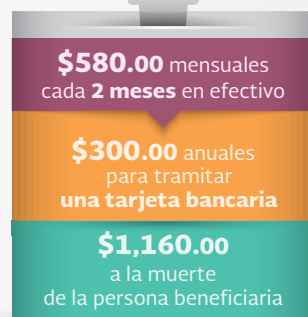 $580.00 mensuales
cada 2 meses en efectivo
$300.00 anuales
para tramitar
una tarjeta bancaria
$1,160.00
a la muerte
de la persona beneficiaria